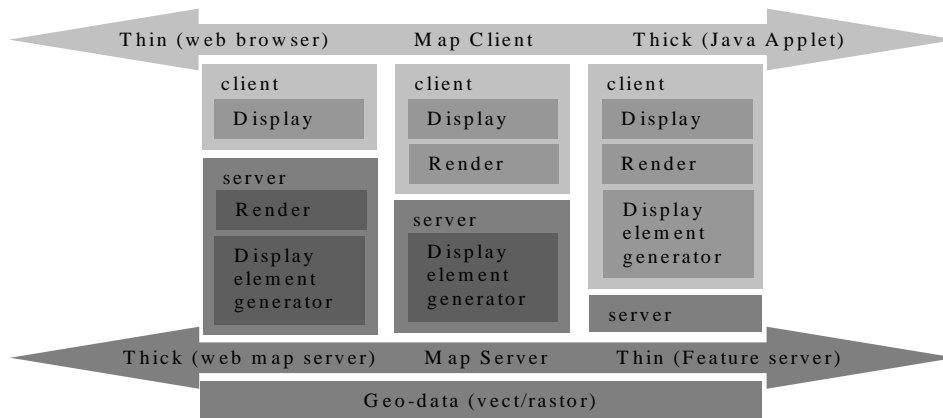 Thin (web browser) Map Client Thick (Java Applet)
client
Display
server
Render
Display
element
generator
client
Display
Render
server
Display
element
generator
client
Display
Render
Display
element
generator
server
Thick (web map server) Map Server Thin (Feature server)
Geo-data (vect/rastor)